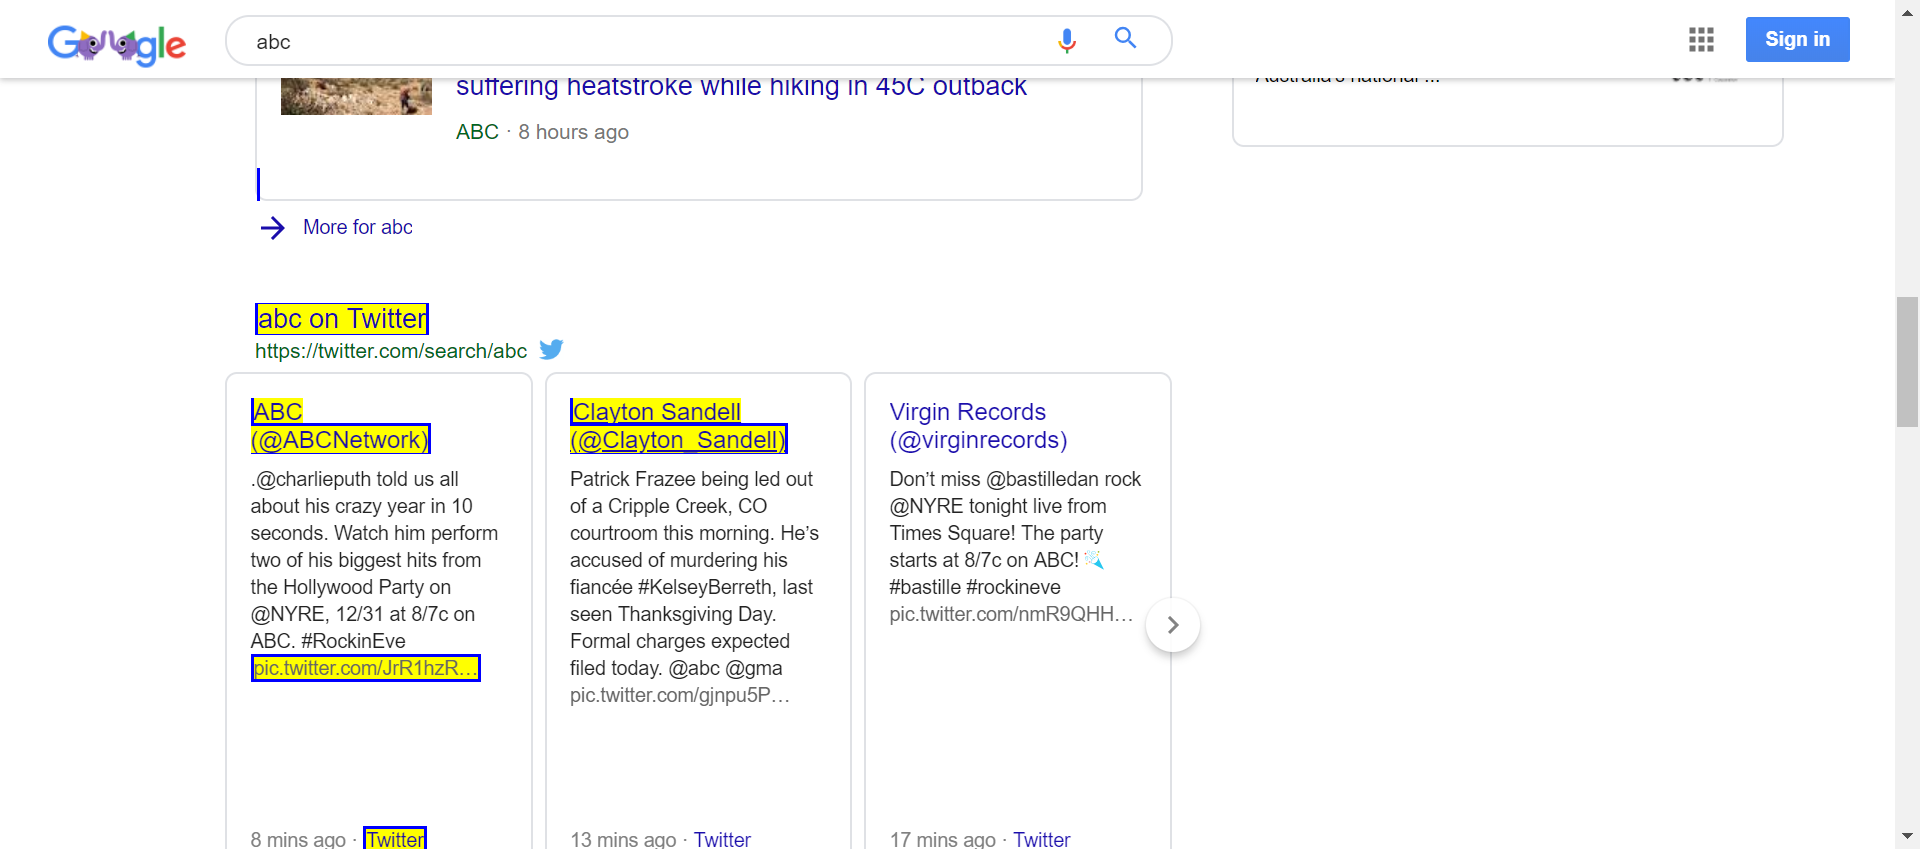 Google
abc
Sign in
suffering heatstroke while hiking in 45C outback
ABC · 8 hours ago
Australia's national ...
More for abc
abc on Twitter
https://twitter.com/search/abc
ABC
(@ABCNetwork)
.@charlieputh told us all
about his crazy year in 10
seconds. Watch him perform
two of his biggest hits from
the Hollywood Party on
@NYRE, 12/31 at 8/7c on
ABC. #RockinEve
pic.twitter.com/JrR1hzR...
8 mins ago · Twitter
Clayton Sandell
(@Clayton_Sandell)
Patrick Frazee being led out
of a Cripple Creek, CO
courtroom this morning. He’s
accused of murdering his
fiancée #KelseyBerreth, last
seen Thanksgiving Day.
Formal charges expected
filed today. @abc @gma
pic.twitter.com/gjnpu5P...
13 mins ago · Twitter
Virgin Records
(@virginrecords)
Don’t miss @bastilledan rock
@NYRE tonight live from
Times Square! The party
starts at 8/7c on ABC! 🎉
#bastille #rockineve
pic.twitter.com/nmR9QHH...
17 mins ago · Twitter